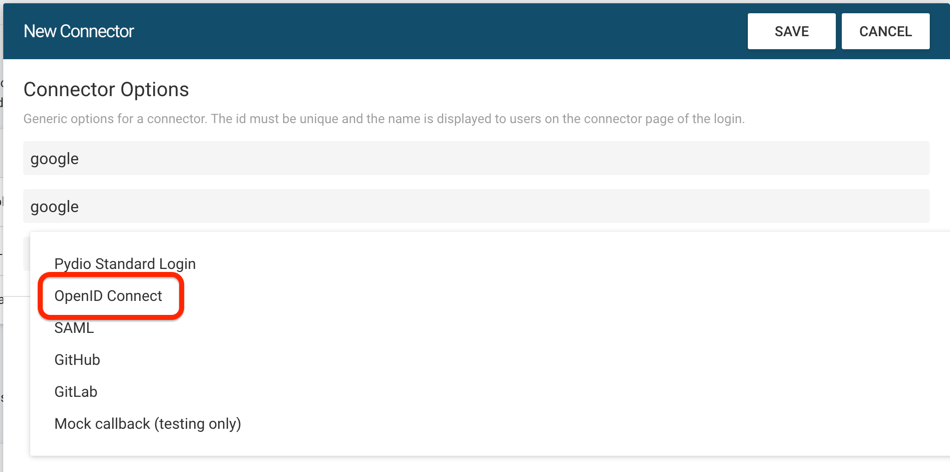 New Connector
SAVE
CANCEL
Connector Options
Generic options for a connector. The id must be unique and the name is displayed to users on the connector page of the login.
google
google
Pydio Standard Login
OpenID Connect
SAML
GitHub
GitLab
Mock callback (testing only)